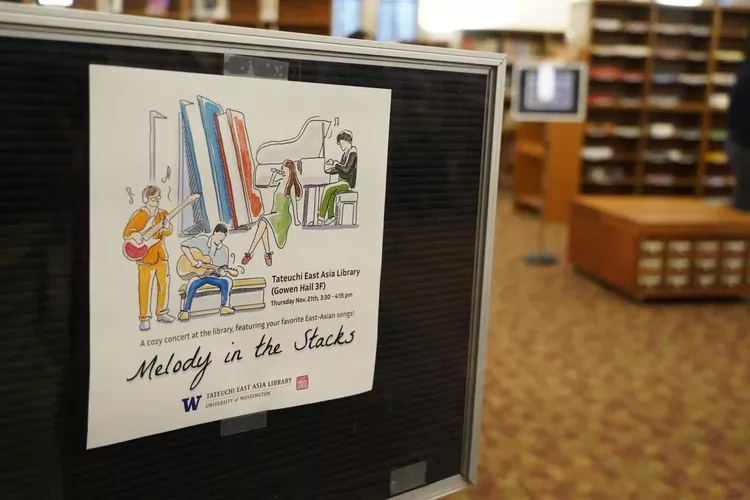 Tateuchi East Asia Library
(Gowen Hall 3F)
Thursday Nov. 21th, 3:30 - 4:15 pm
A cozy concert at the library, featuring your favorite East-Asian songs!
Melody in the Stacks
W TATEUCHI EAST ASIA LIBRARY
UNIVERSITY of WASHINGTON